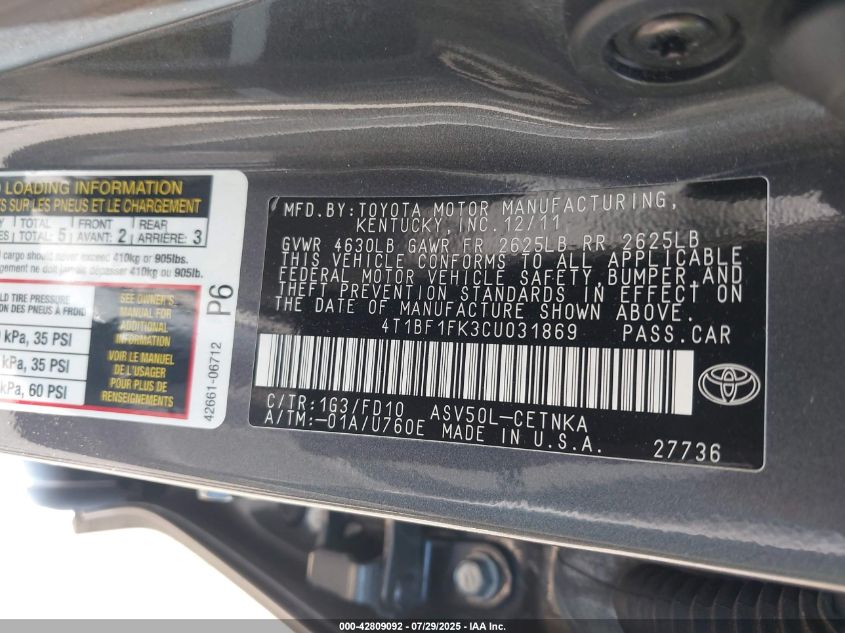 LOADING INFORMATION
SUR LES PNEUS ET LE CHARGEMENT
TOTAL FRONT REAR
TOTAL: 5 AVANT: 2 ARRIÈRE: 3
cargo should never exceed 410kg or 905lbs.
ne doit jamais dépasser 410kg ou 905lb.
TIRE PRESSURE
DES PNEUS À FROID
kPa, 35 PSI
kPa, 35 PSI
kPa, 60 PSI
SEE OWNER'S
MANUAL FOR
ADDITIONAL
INFORMATION
VOIR LE MANUEL
DE L'USAGER
POUR PLUS DE
RENSEIGNEMENTS
P6
42661-06712
MFD.BY:TOYOTA MOTOR MANUFACTURING,
KENTUCKY, INC.12/11
GVWR 4630LB GAWR FR 2625LB RR 2625LB
THIS VEHICLE CONFORMS TO ALL APPLICABLE
FEDERAL MOTOR VEHICLE SAFETY,BUMPER,AND
THEFT PREVENTION STANDARDS IN EFFECT ON
THE DATE OF MANUFACTURE SHOWN ABOVE.
4T1BF1FK3CU031869 PASS.CAR
C/TR:1G3/FD10 ASV50L-CETNKA
A/TM:-01A/U760E MADE IN U.S.A.
27736
000-42809092 - 07/29/2025 - IAA Inc.